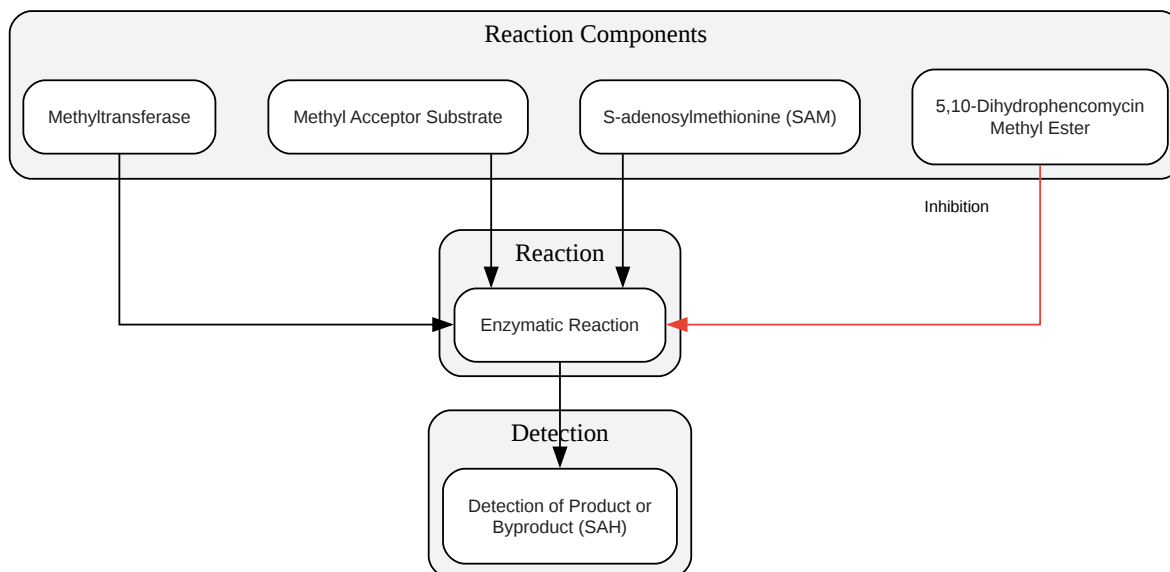 Reaction Components
Methyltransferase
Methyl Acceptor Substrate
S-adenosylmethionine (SAM)
5,10-Dihydrophencomycin
Methyl Ester
Inhibition
Reaction
Enzymatic Reaction
Detection
Detection of Product or
Byproduct (SAH)